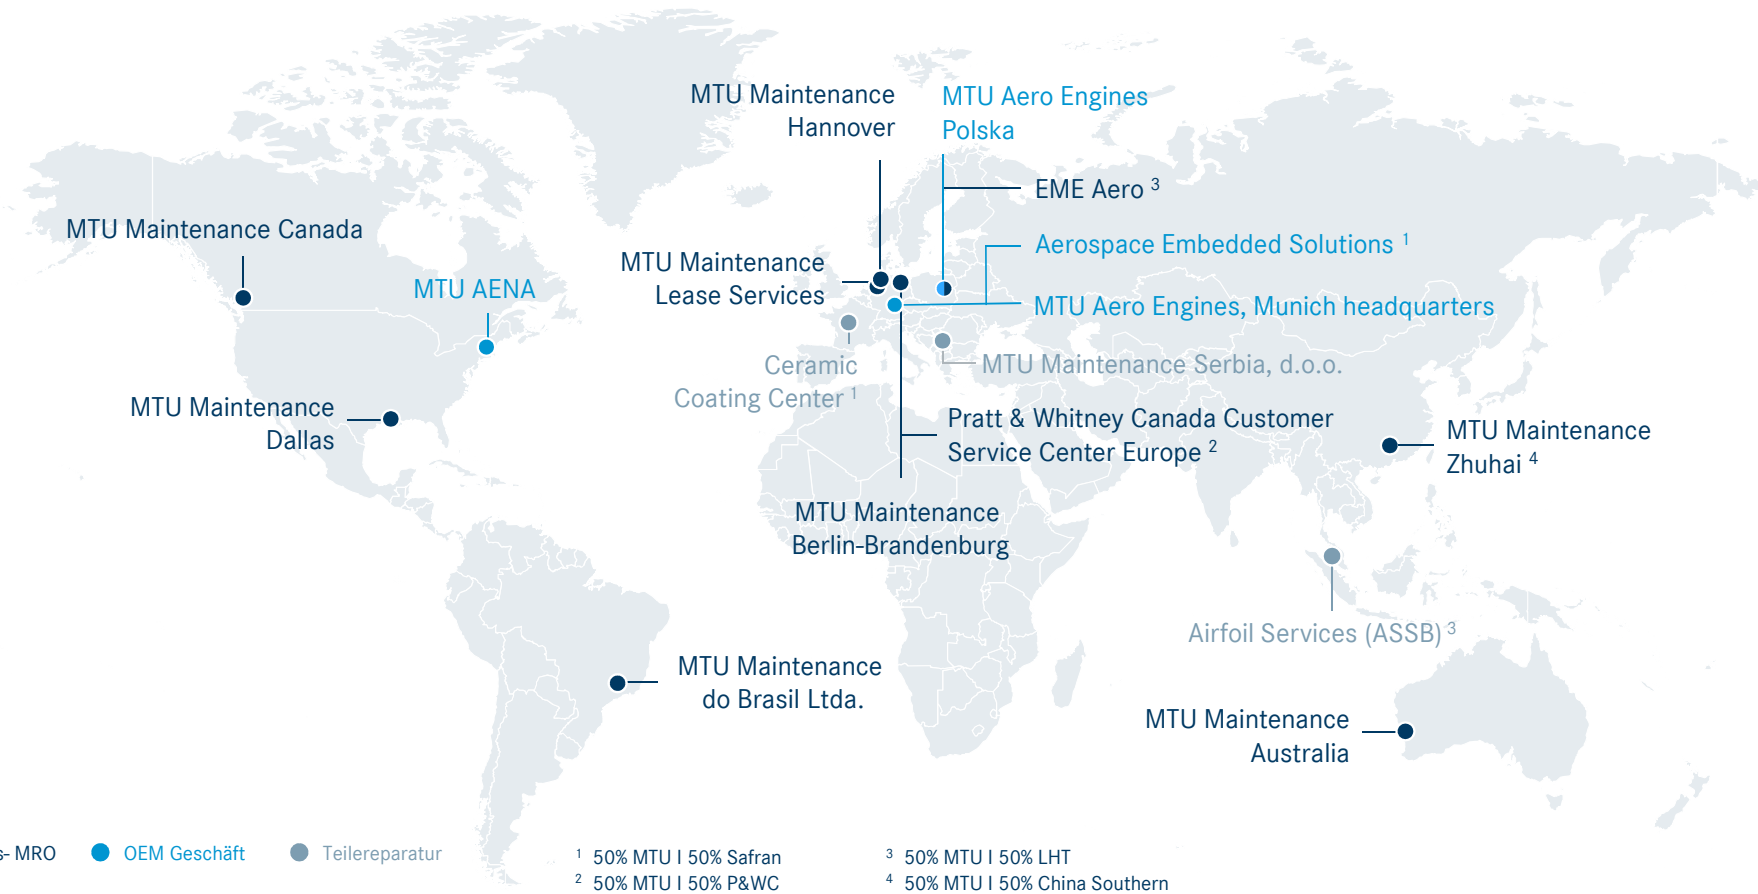 MTU Maintenance
Hannover
MTU Aero Engines
Polska
EME Aero ³
MTU Maintenance Canada
Aerospace Embedded Solutions ¹
MTU Maintenance
Lease Services
MTU AENA
MTU Aero Engines, Munich headquarters
Ceramic
Coating Center ¹
MTU Maintenance Serbia, d.o.o.
MTU Maintenance
Dallas
Pratt & Whitney Canada Customer
Service Center Europe ²
MTU Maintenance
Zhuhai ⁴
MTU Maintenance
Berlin-Brandenburg
Airfoil Services (ASSB) ³
MTU Maintenance
do Brasil Ltda.
MTU Maintenance
Australia
s- MRO
OEM Geschäft
Teilereparatur
¹ 50% MTU I 50% Safran
² 50% MTU I 50% P&WC
³ 50% MTU I 50% LHT
⁴ 50% MTU I 50% China Southern